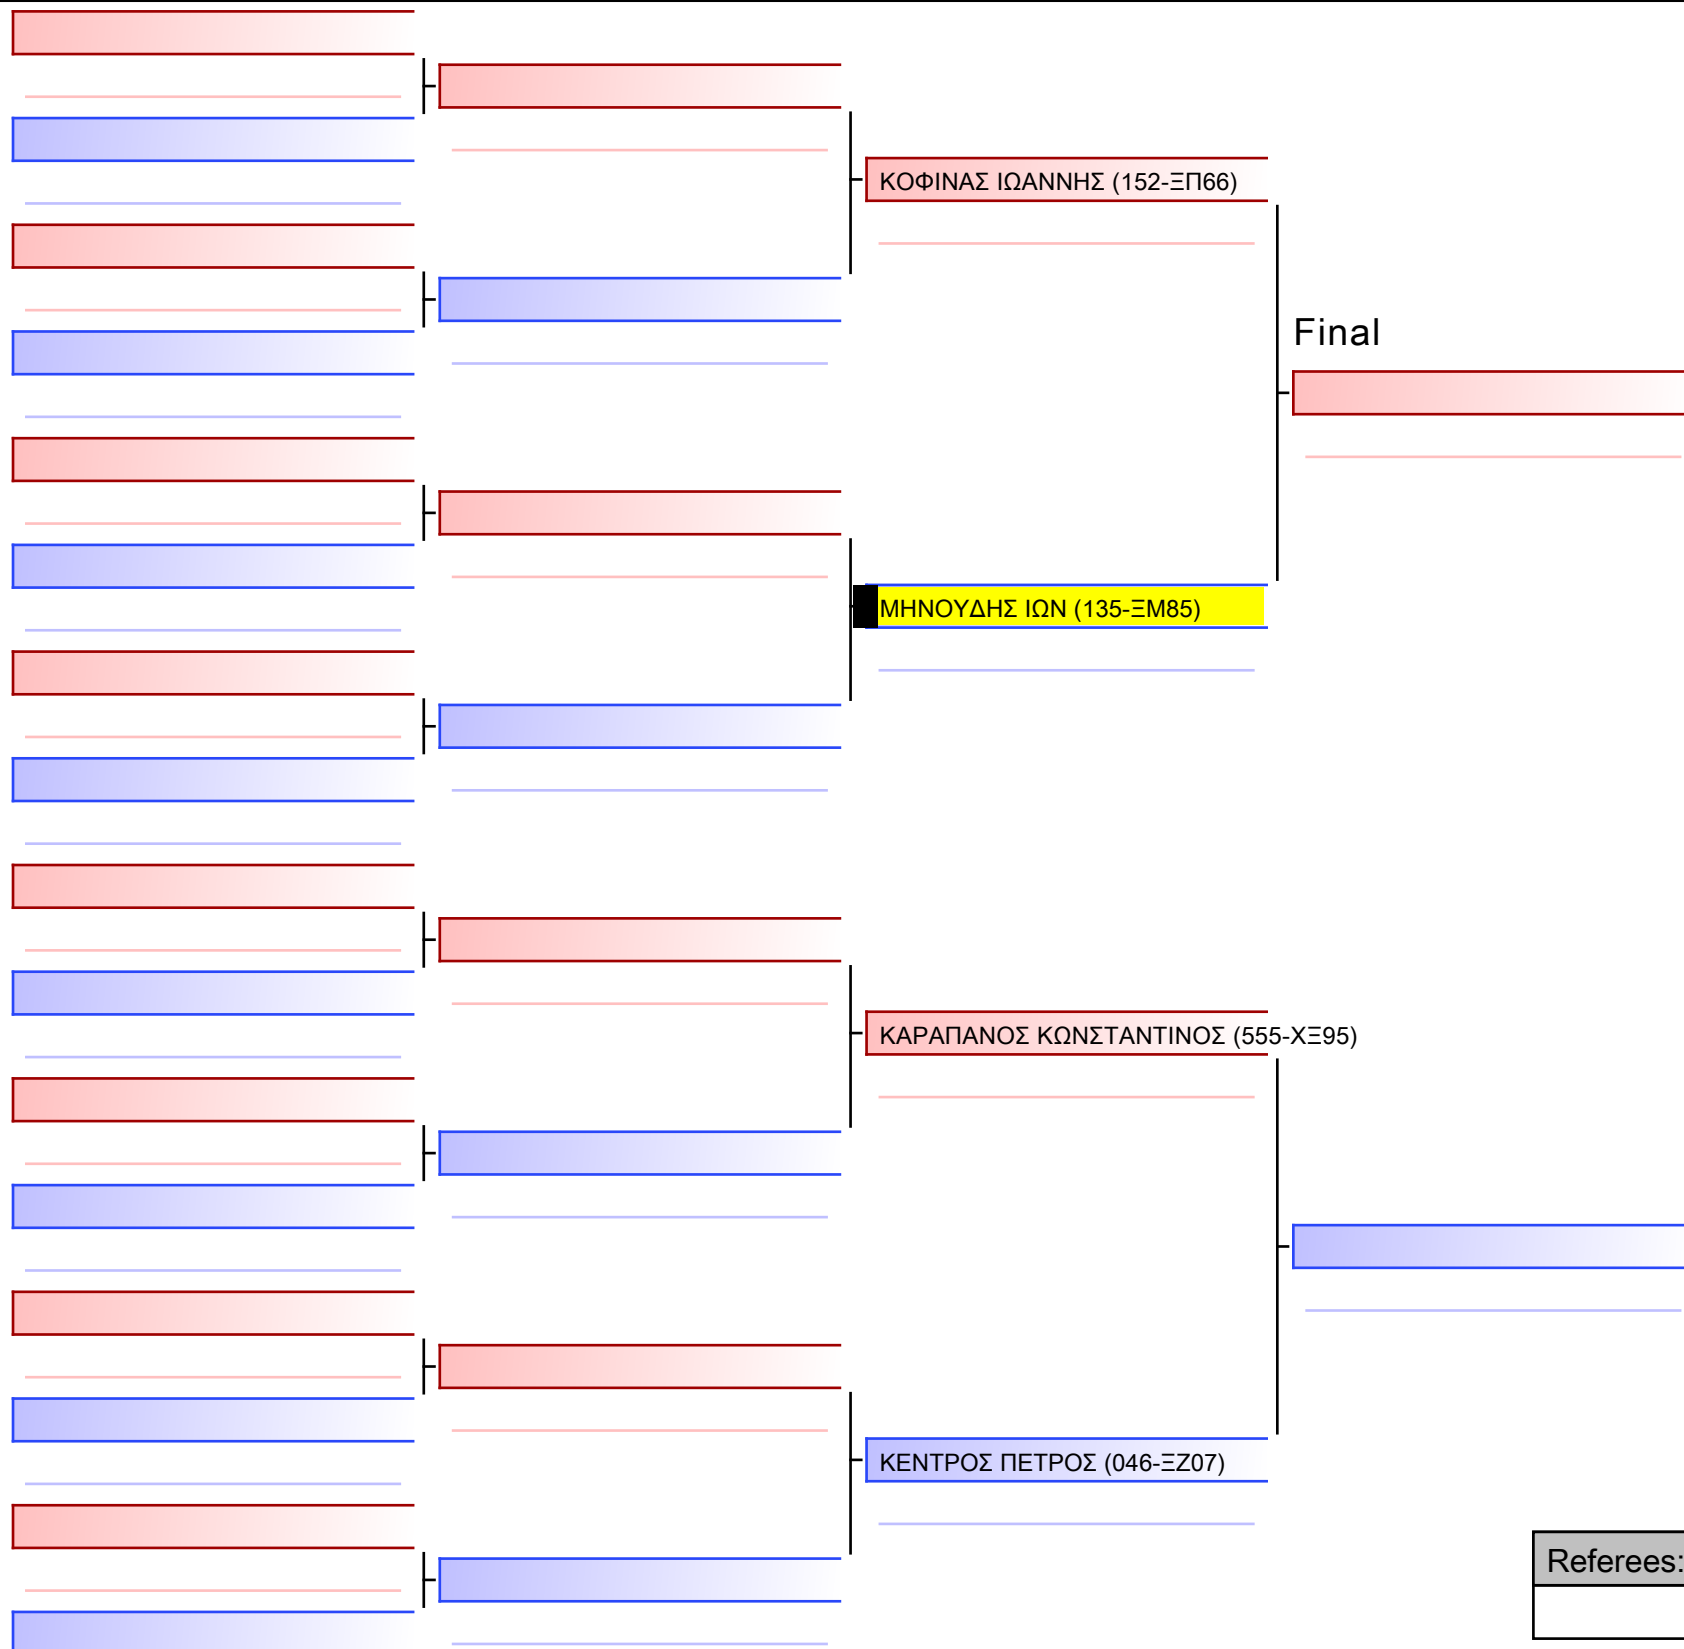 ΚΟΦΙΝΑΣ ΙΩΑΝΝΗΣ (152-ΞΠ66)
Final
ΜΗΝΟΥΔΗΣ ΙΩΝ (135-ΞΜ85)
ΚΑΡΑΠΑΝΟΣ ΚΩΝΣΤΑΝΤΙΝΟΣ (555-ΧΞ95)
ΚΕΝΤΡΟΣ ΠΕΤΡΟΣ (046-ΞΖ07)
Referees: